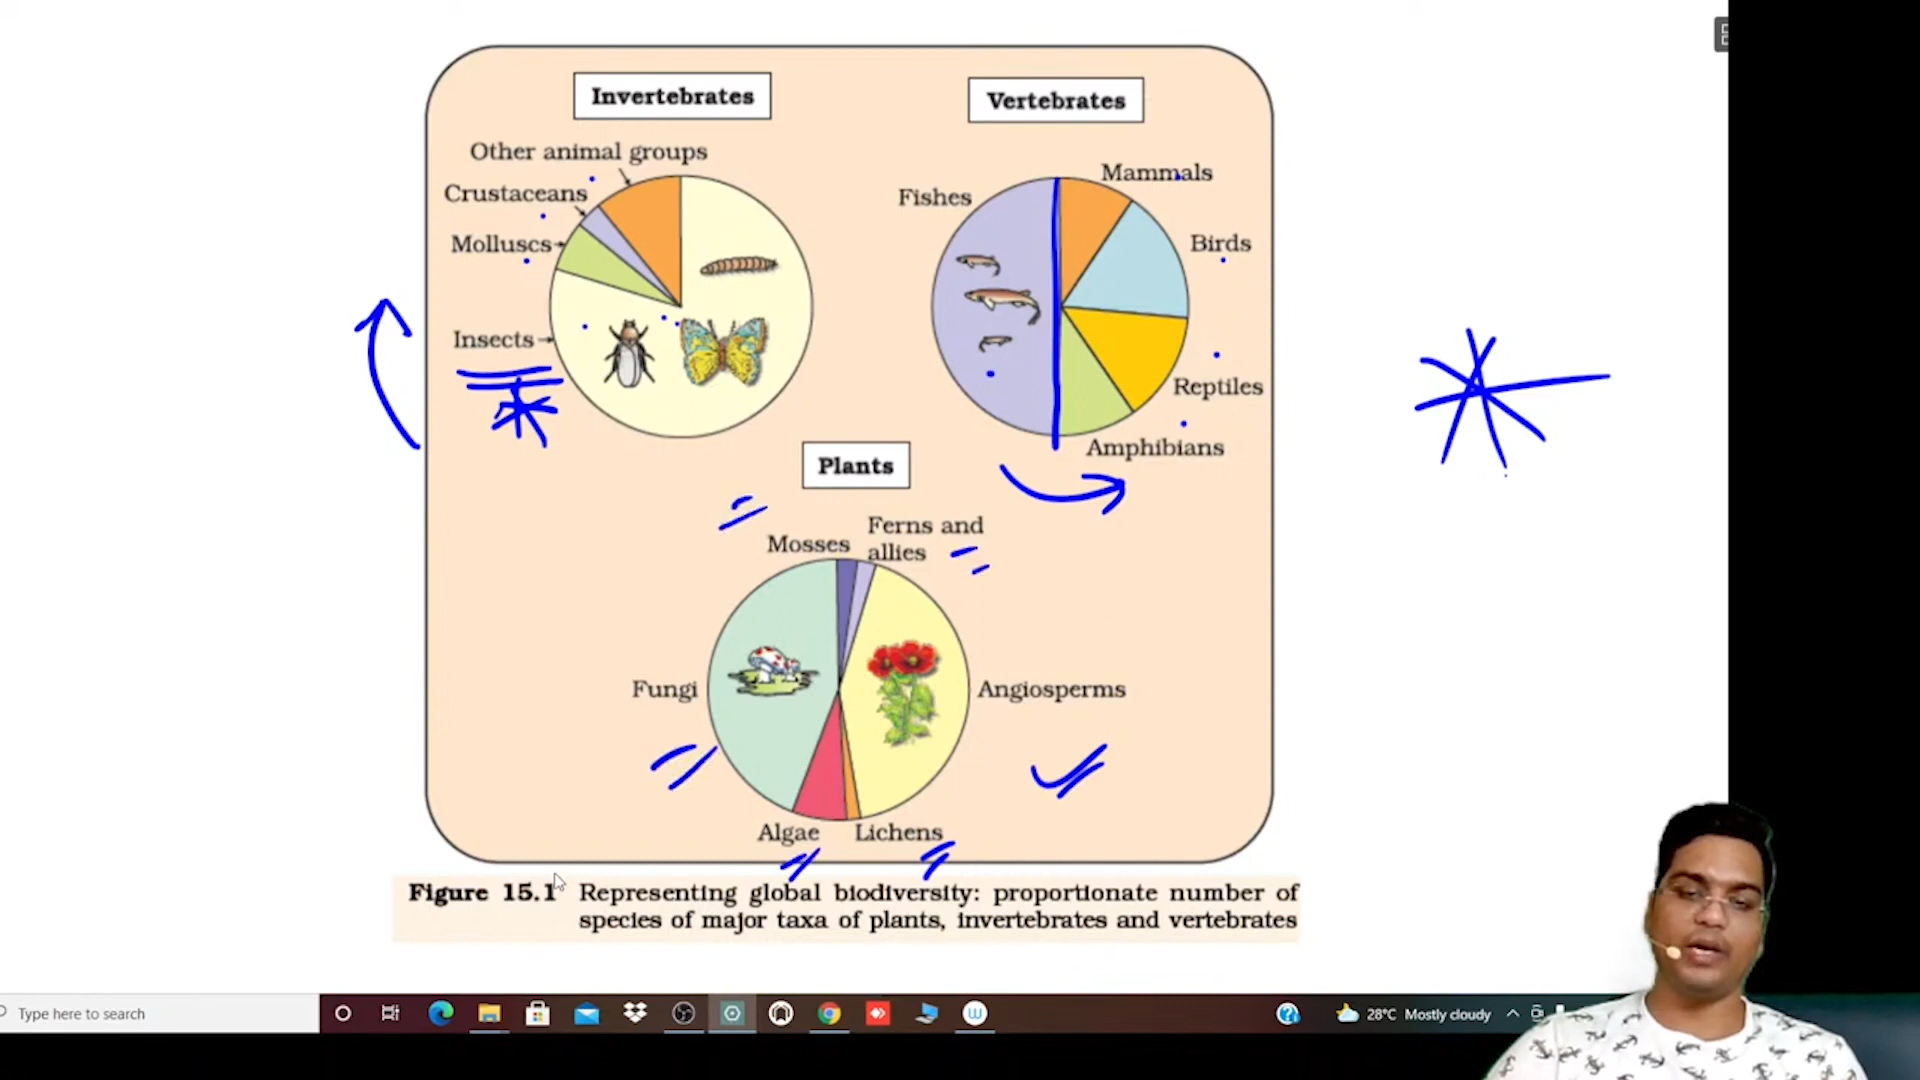 Invertebrates
Vertebrates
Other animal groups
Crustaceans
Molluscs
Insects
Fishes
Mammals
Birds
Reptiles
Amphibians
Plants
Mosses
Ferns and
allies
Fungi
Angiosperms
Algae
Lichens
Figure 15.1 Representing global biodiversity: proportionate number of
species of major taxa of plants, invertebrates and vertebrates
Type here to search
28°C Mostly cloudy